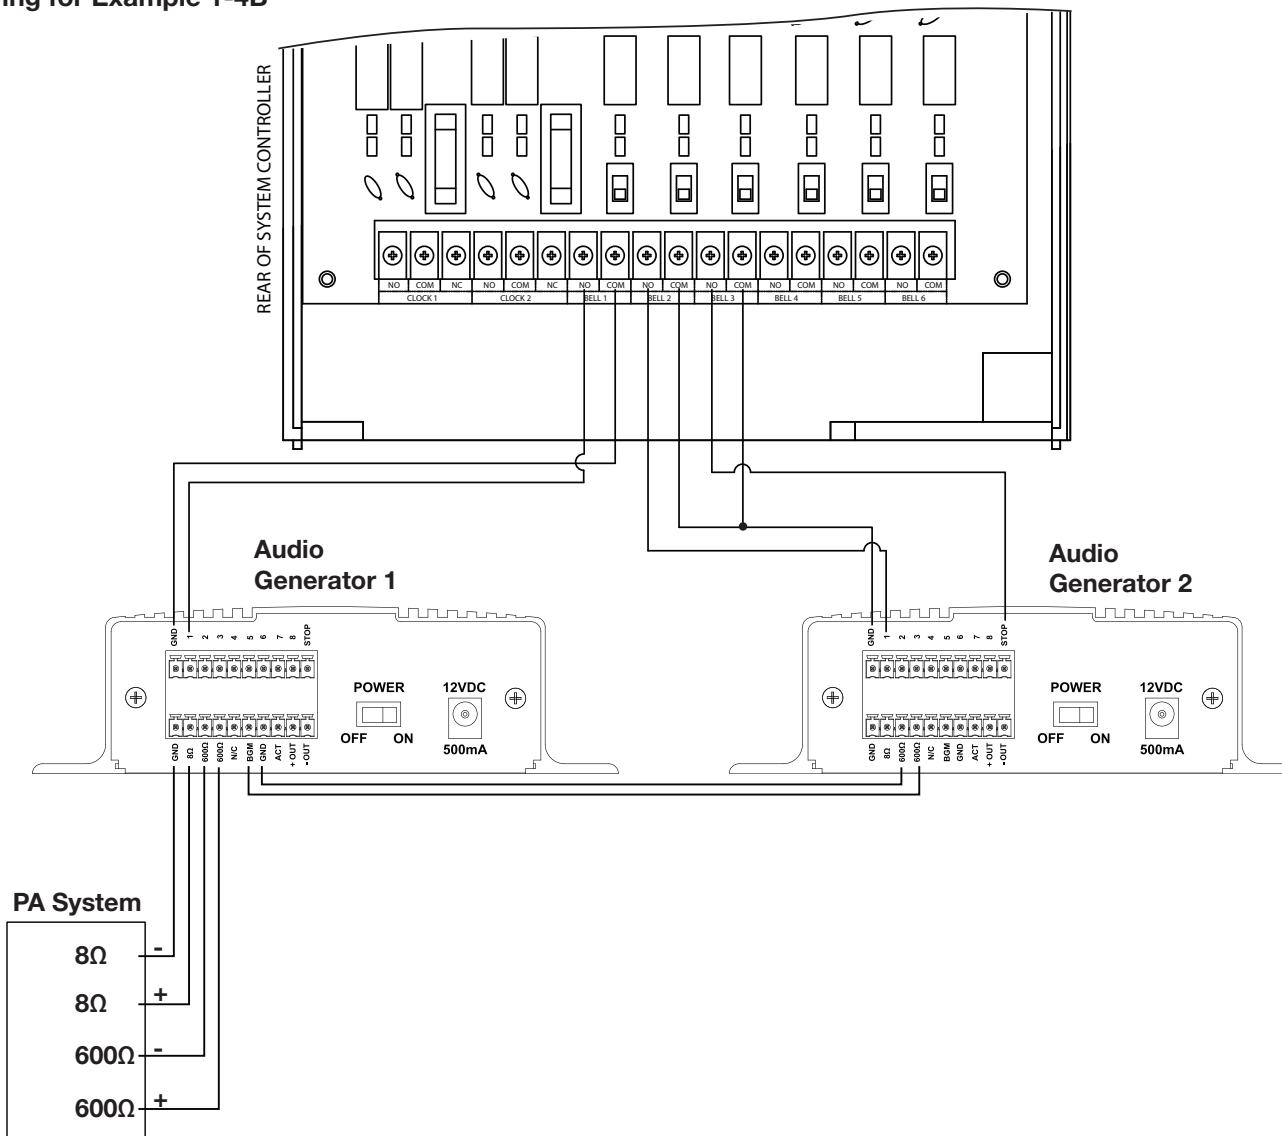 ing for Example 1-4B
REAR OF SYSTEM CONTROLLER
NO COM NC NO COM NC NO COM NO COM NO COM NO COM NO COM NO COM
CLOCK 1 CLOCK 2 BELL 1 BELL 2 BELL 3 BELL 4 BELL 5 BELL 6
Audio
Generator 1
GND 1 2 3 4 5 6 7 8 STOP
POWER
OFF ON
12VDC
500mA
GND 8Ω 600Ω 600Ω N/C BGM GND ACT + OUT - OUT
Audio
Generator 2
GND 1 2 3 4 5 6 7 8 STOP
POWER
OFF ON
12VDC
500mA
GND 8Ω 600Ω 600Ω N/C BGM GND ACT + OUT - OUT
PA System
8Ω -
8Ω +
600Ω -
600Ω +